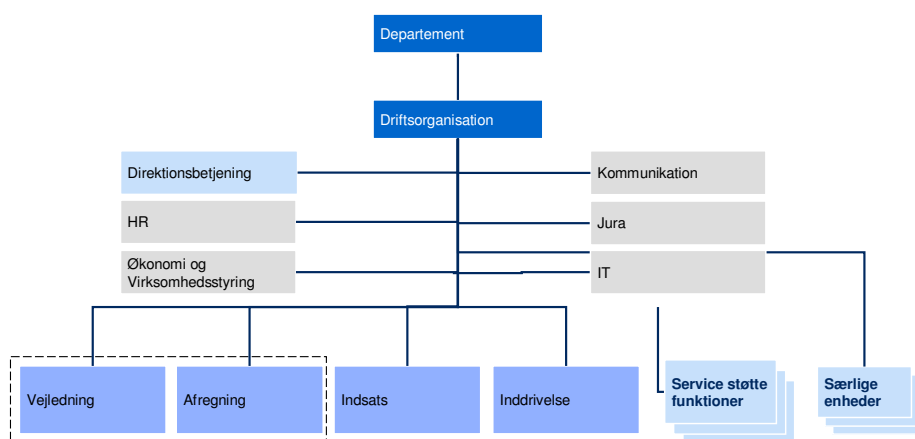 Departement
Driftsorganisation
Direktionsbetjening
Kommunikation
HR
Jura
Økonomi og
Virksomhedsstyring
IT
Vejledning
Afregning
Indsats
Inddrivelse
Service støtte
funktioner
Særlige
enheder